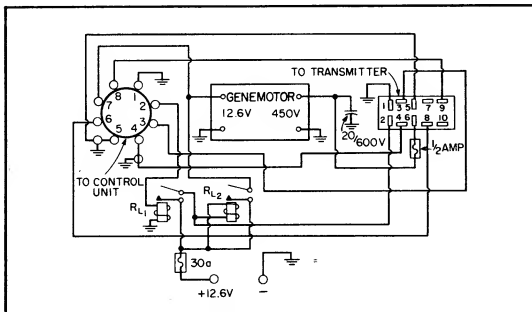 TO TRANSMITTER
GENEMOTOR
12.6V 450V
20/600V
1/2 AMP
1 3 5 7 9
2 4 6 8 10
8 1
7 2
6 3
5 4
TO CONTROL
UNIT
RL1
RL2
30a
+12.6V
−